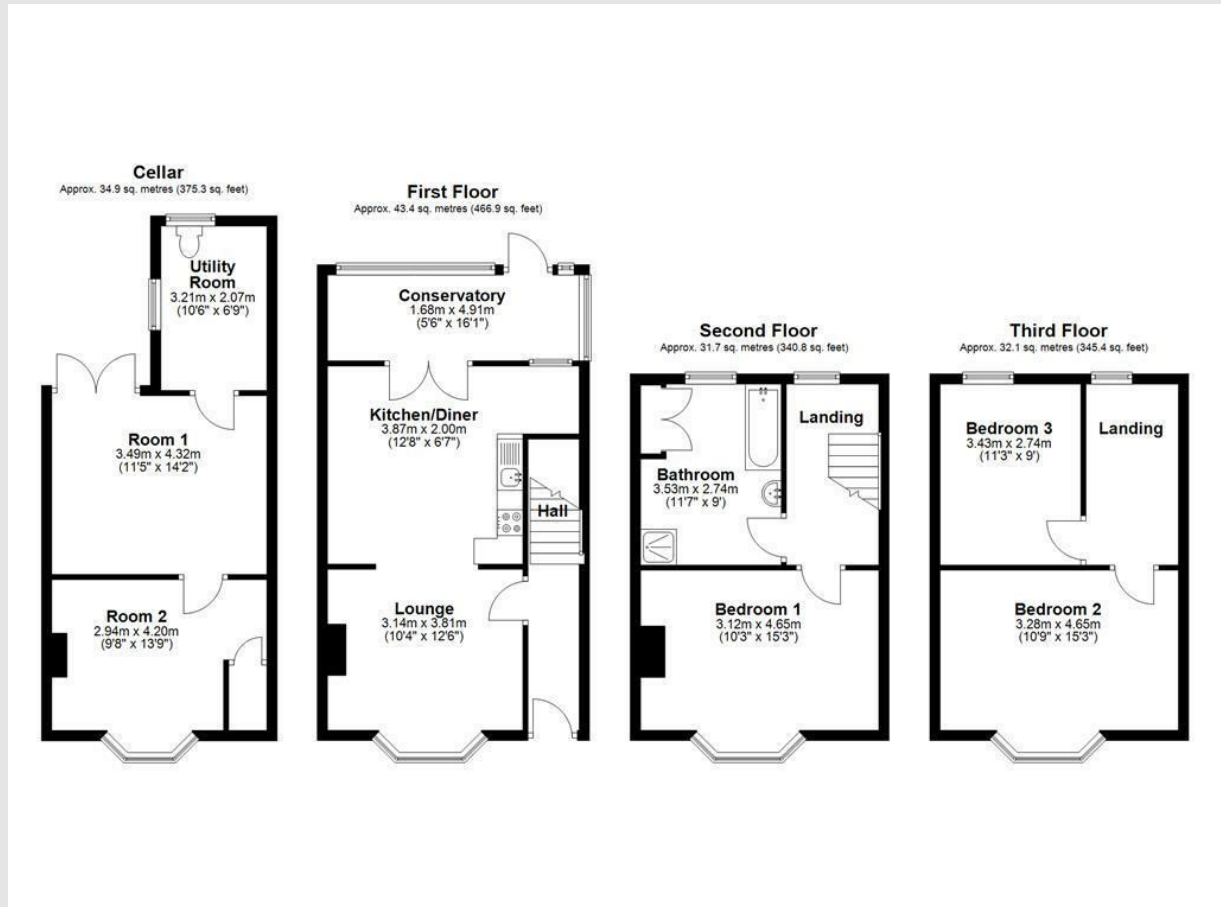 Cellar
Approx. 34.9 sq. metres (375.3 sq. feet)
Utility
Room
3.21m x 2.07m
(10'6" x 6'9")
Room 1
3.49m x 4.32m
(11'5" x 14'2")
Room 2
2.94m x 4.20m
(9'8" x 13'9")
First Floor
Approx. 43.4 sq. metres (466.9 sq. feet)
Conservatory
1.68m x 4.91m
(5'6" x 16'1")
Kitchen/Diner
3.87m x 2.00m
(12'8" x 6'7")
Hall
Lounge
3.14m x 3.81m
(10'4" x 12'6")
Second Floor
Approx. 31.7 sq. metres (340.8 sq. feet)
Landing
Bathroom
3.53m x 2.74m
(11'7" x 9')
Bedroom 1
3.12m x 4.65m
(10'3" x 15'3")
Third Floor
Approx. 32.1 sq. metres (345.4 sq. feet)
Bedroom 3
3.43m x 2.74m
(11'3" x 9')
Landing
Bedroom 2
3.28m x 4.65m
(10'9" x 15'3")